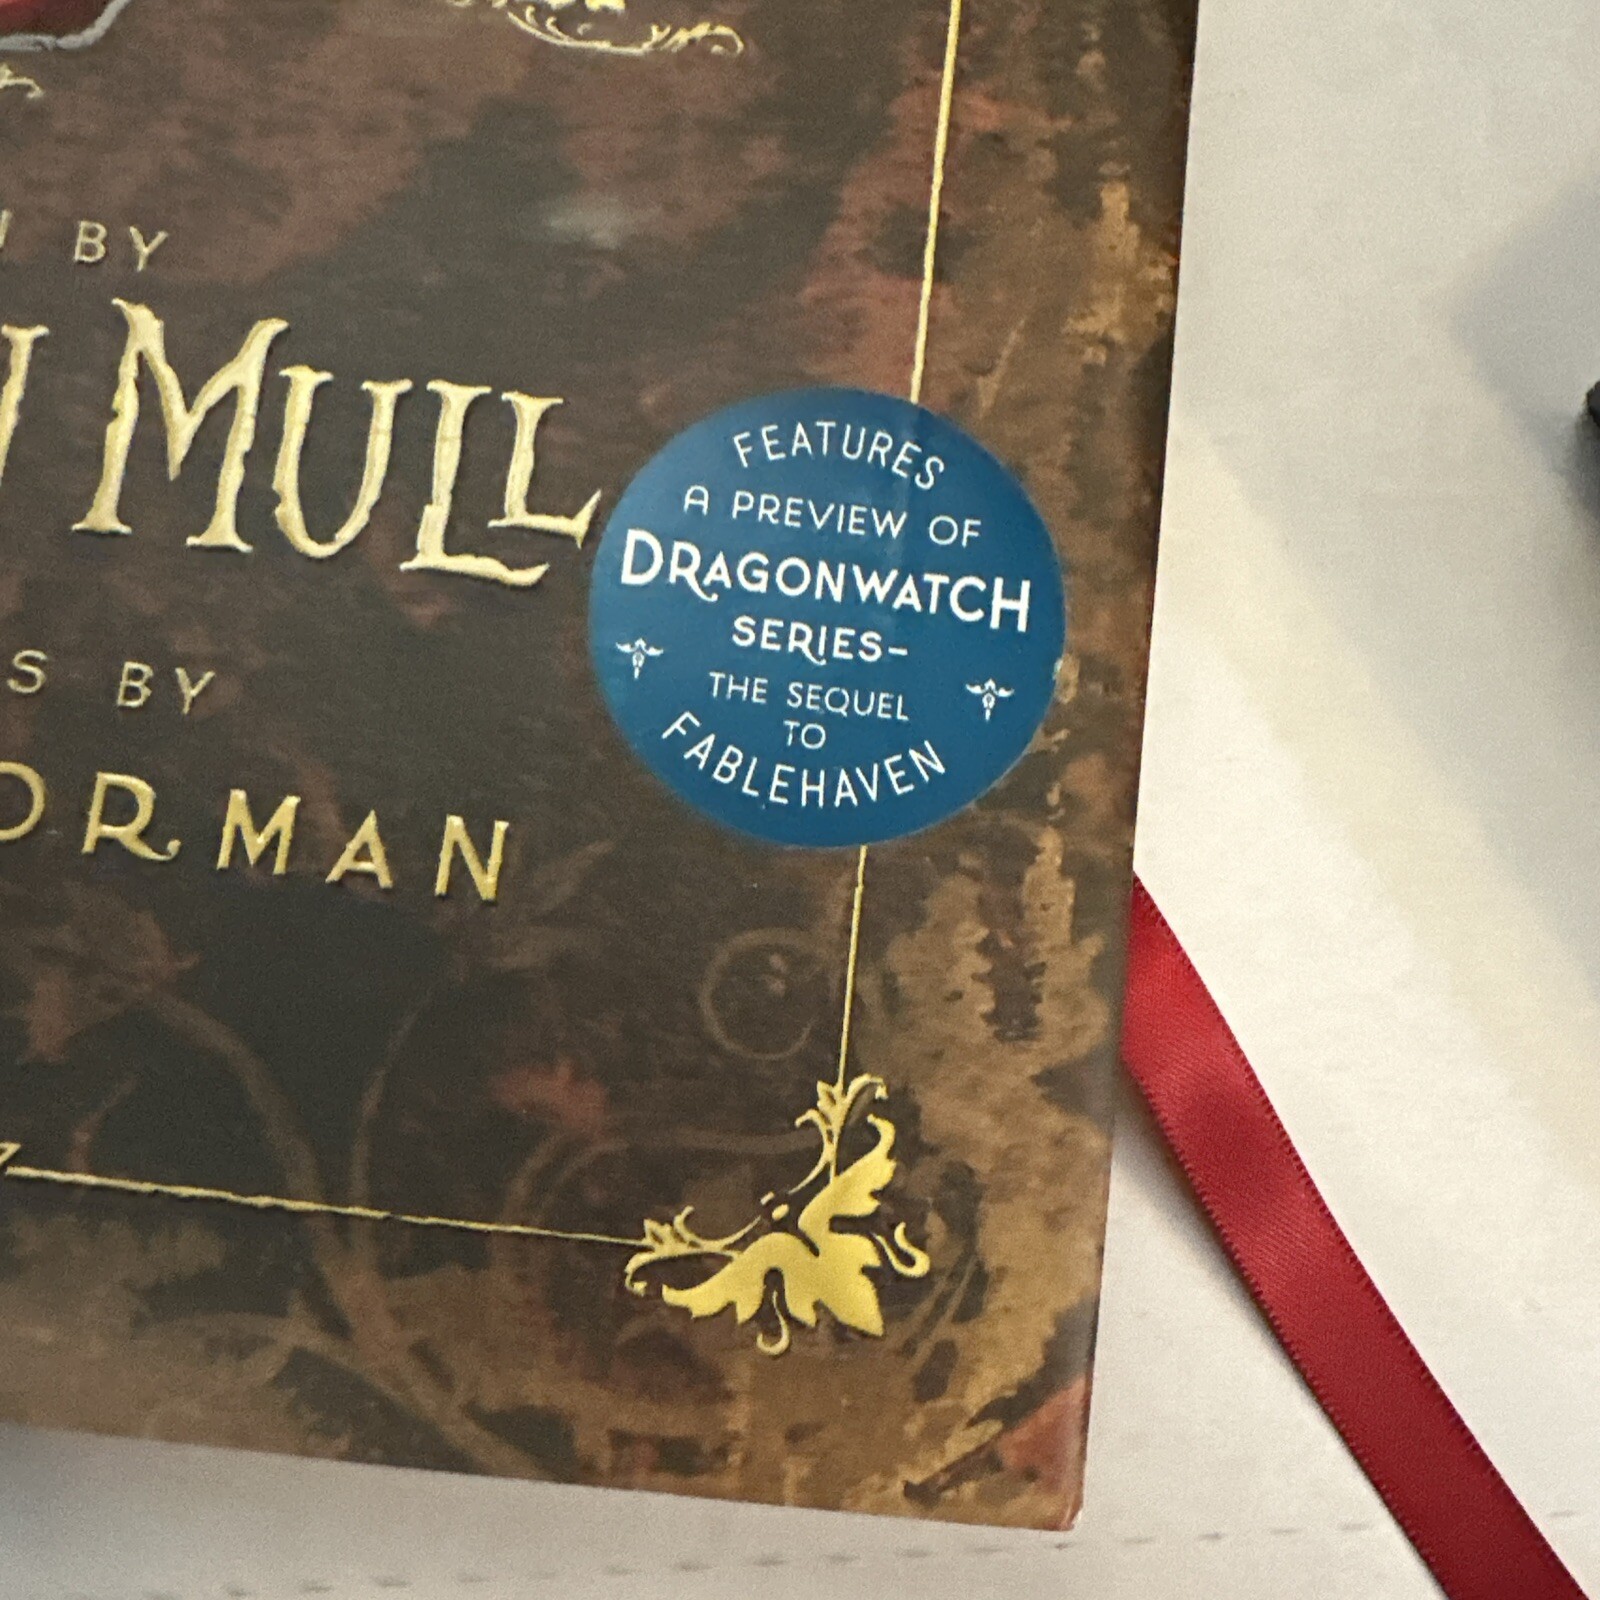 BY
MULL
S BY
ORMAN
FEATURES
A PREVIEW OF
DRAGONWATCH
SERIES–
THE SEQUEL
TO
FABLEHAVEN